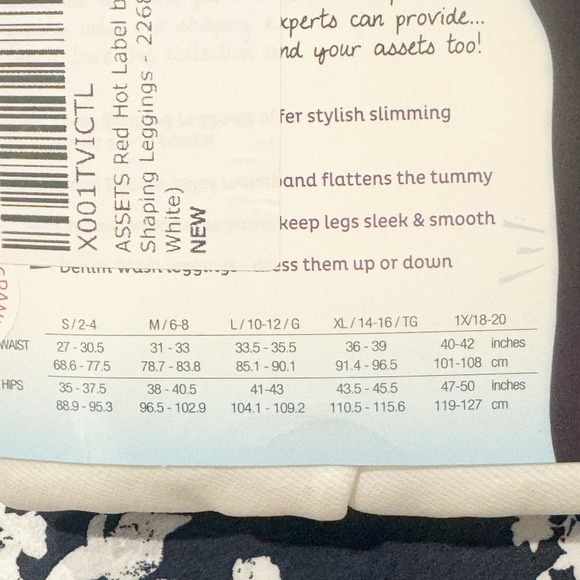 xperts can provide...
nd your assets too!
X001TVICTL
ASSETS Red Hot Label b
Shaping Leggings - 2268
White)
NEW
fer stylish slimming
and flattens the tummy
keep legs sleek & smooth
Denim wash leggings ess them up or down
S / 2-4 M / 6-8 L / 10-12 / G XL / 14-16 / TG 1X/18-20
WAIST 27 - 30.5 31 - 33 33.5 - 35.5 36 - 39 40-42 inches
68.6 - 77.5 78.7 - 83.8 85.1 - 90.1 91.4 - 96.5 101-108 cm
HIPS 35 - 37.5 38 - 40.5 41-43 43.5 - 45.5 47-50 inches
88.9 - 95.3 96.5 - 102.9 104.1 - 109.2 110.5 - 115.6 119-127 cm